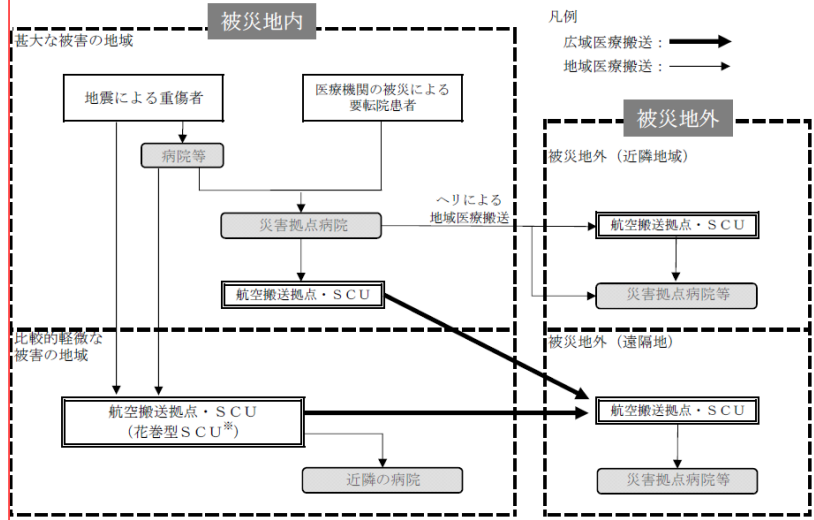 被災地内
甚大な被害の地域
地震による重傷者
医療機関の被災による
要転院患者
病院等
災害拠点病院
航空搬送拠点・ＳＣＵ
ヘリによる
地域医療搬送
比較的軽微な
被害の地域
航空搬送拠点・ＳＣＵ
（花巻型ＳＣＵ※）
近隣の病院
凡例
広域医療搬送：
地域医療搬送：
被災地外
被災地外（近隣地域）
航空搬送拠点・ＳＣＵ
災害拠点病院等
被災地外（遠隔地）
航空搬送拠点・ＳＣＵ
災害拠点病院等